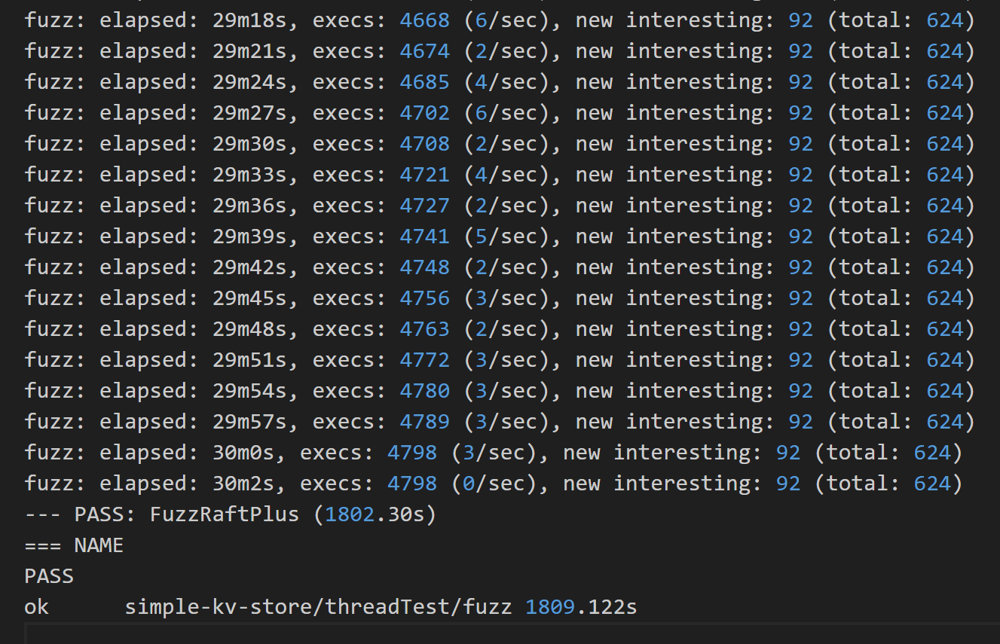 fuzz: elapsed: 29m18s, execs: 4668 (6/sec), new interesting: 92 (total: 624)
fuzz: elapsed: 29m21s, execs: 4674 (2/sec), new interesting: 92 (total: 624)
fuzz: elapsed: 29m24s, execs: 4685 (4/sec), new interesting: 92 (total: 624)
fuzz: elapsed: 29m27s, execs: 4702 (6/sec), new interesting: 92 (total: 624)
fuzz: elapsed: 29m30s, execs: 4708 (2/sec), new interesting: 92 (total: 624)
fuzz: elapsed: 29m33s, execs: 4721 (4/sec), new interesting: 92 (total: 624)
fuzz: elapsed: 29m36s, execs: 4727 (2/sec), new interesting: 92 (total: 624)
fuzz: elapsed: 29m39s, execs: 4741 (5/sec), new interesting: 92 (total: 624)
fuzz: elapsed: 29m42s, execs: 4748 (2/sec), new interesting: 92 (total: 624)
fuzz: elapsed: 29m45s, execs: 4756 (3/sec), new interesting: 92 (total: 624)
fuzz: elapsed: 29m48s, execs: 4763 (2/sec), new interesting: 92 (total: 624)
fuzz: elapsed: 29m51s, execs: 4772 (3/sec), new interesting: 92 (total: 624)
fuzz: elapsed: 29m54s, execs: 4780 (3/sec), new interesting: 92 (total: 624)
fuzz: elapsed: 29m57s, execs: 4789 (3/sec), new interesting: 92 (total: 624)
fuzz: elapsed: 30m0s, execs: 4798 (3/sec), new interesting: 92 (total: 624)
fuzz: elapsed: 30m2s, execs: 4798 (0/sec), new interesting: 92 (total: 624)
--- PASS: FuzzRaftPlus (1802.30s)
=== NAME
PASS
ok      simple-kv-store/threadTest/fuzz 1809.122s